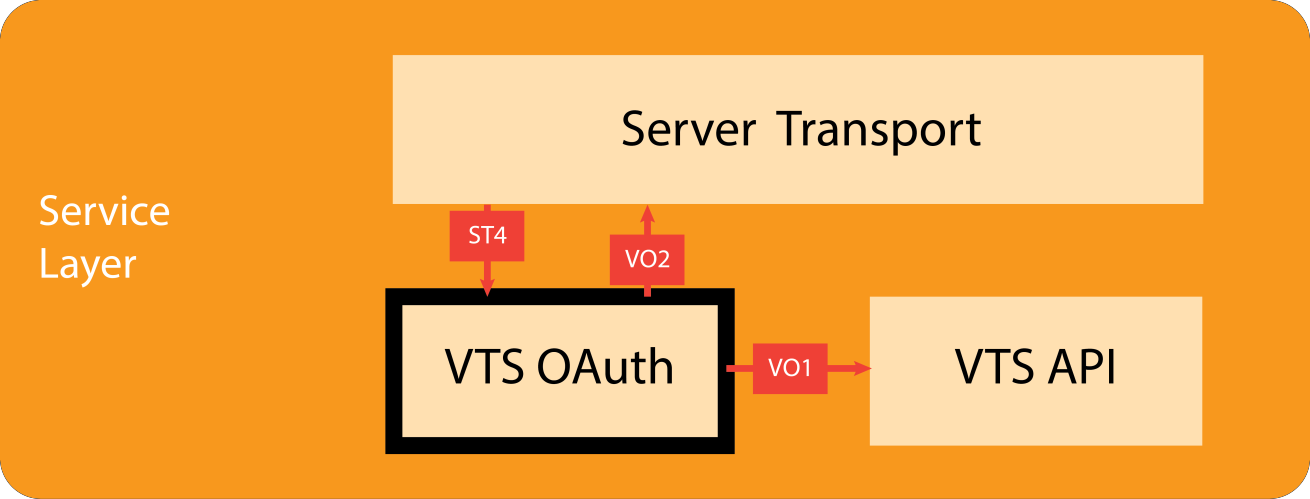 Server Transport
Service
Layer
ST4
VO2
VTS OAuth
VO1
VTS API